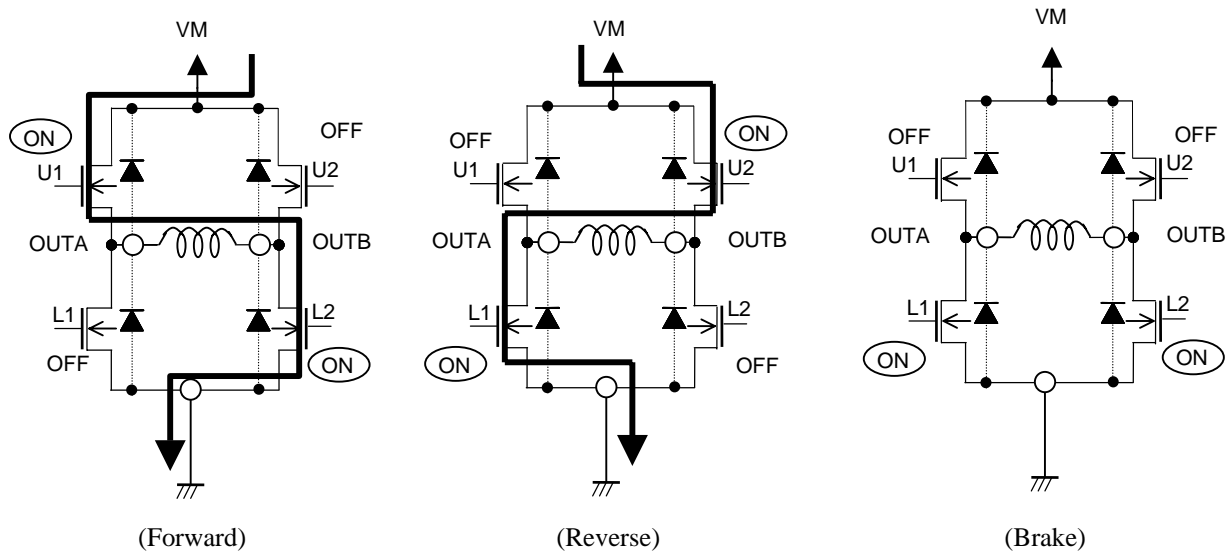 VM
ON
OFF
U1
U2
OUTA
OUTB
L1
L2
OFF
ON
(Forward)
VM
OFF
ON
U1
U2
OUTA
OUTB
L1
L2
ON
OFF
(Reverse)
VM
OFF
OFF
U1
U2
OUTA
OUTB
L1
L2
ON
ON
(Brake)